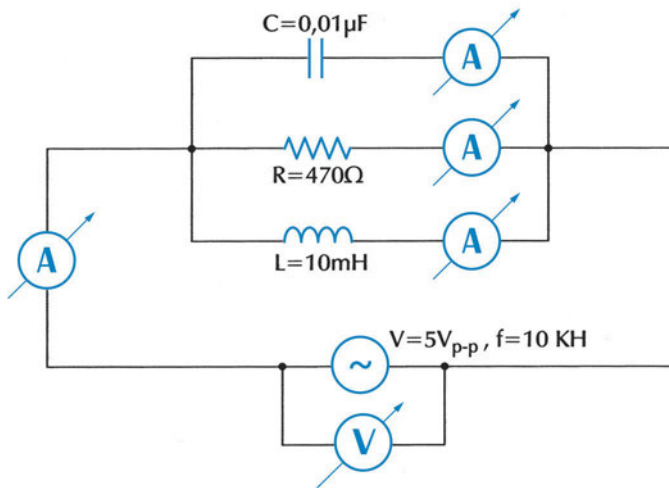 C=0,01µF
A
A
R=470Ω
A
L=10mH
A
V=5Vp-p , f=10 KH
V